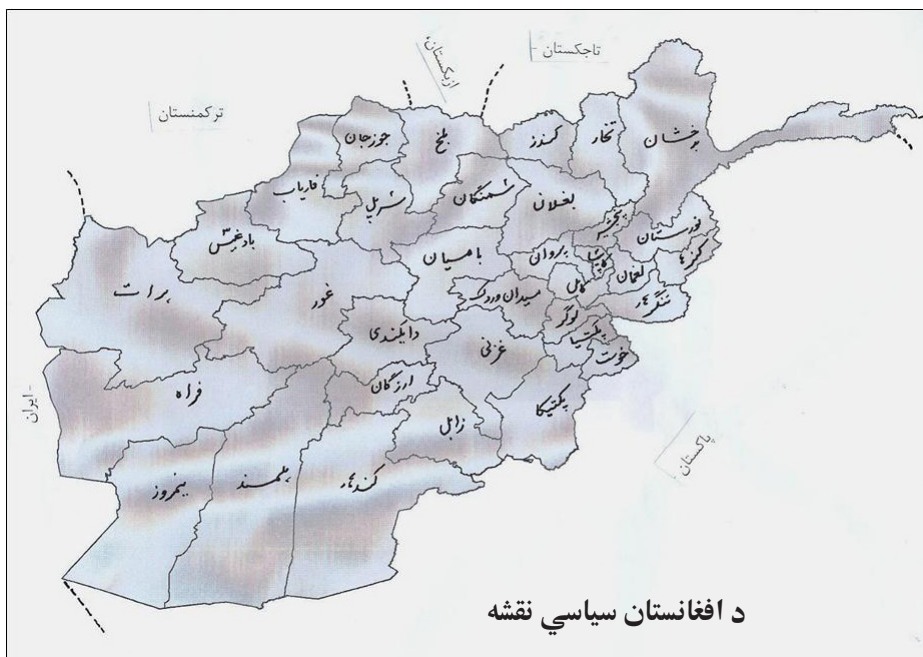 تاجکستان
ازبکستان
ترکمنستان
بدخشان
تخار
کندز
بلخ
جوزجان
فاریاب
سرپل
سمنگان
بغلان
پنجشیر
نورستان
کنرها
لغمان
ننگرهار
کاپیسا
پروان
کابل
بامیان
میدان وردک
لوگر
پکتیا
خوست
بادغیس
هرات
غور
دایکندی
غزنی
پکتیکا
ارزگان
زابل
فراه
ایران
پاکستان
نیمروز
هلمند
کندهار
د افغانستان سیاسي نقشه